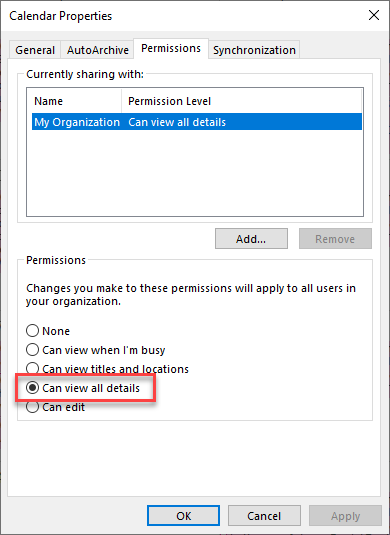 Calendar Properties
General AutoArchive Permissions Synchronization
Currently sharing with:
Name Permission Level
My Organization Can view all details
Add... Remove
Permissions
Changes you make to these permissions will apply to all users in
your organization.
None
Can view when I'm busy
Can view titles and locations
Can view all details
Can edit
OK Cancel Apply